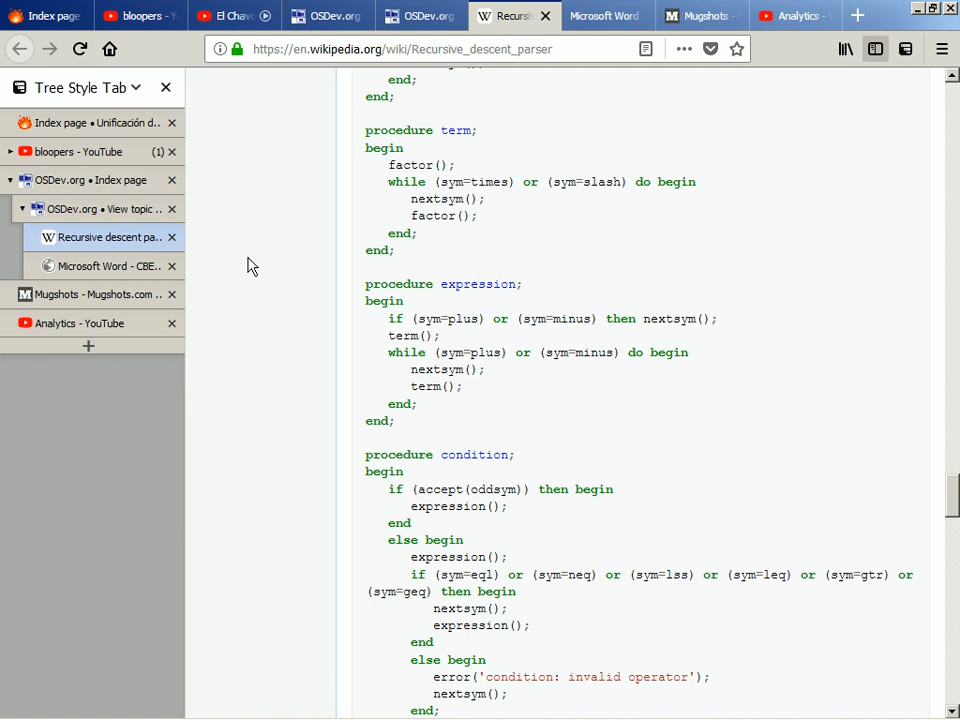 Index page
bloopers - Y
El Chavo
OSDev.org
OSDev.org
Recursi
Microsoft Word
Mugshots -
Analytics -
https://en.wikipedia.org/wiki/Recursive_descent_parser
Tree Style Tab
Index page • Unificación d..
bloopers - YouTube (1)
OSDev.org • Index page
OSDev.org • View topic ..
Recursive descent pa..
Microsoft Word - CBE..
Mugshots - Mugshots.com ..
Analytics - YouTube
end;
end;
procedure term;
begin
factor();
while (sym=times) or (sym=slash) do begin
nextsym();
factor();
end;
end;
procedure expression;
begin
if (sym=plus) or (sym=minus) then nextsym();
term();
while (sym=plus) or (sym=minus) do begin
nextsym();
term();
end;
end;
procedure condition;
begin
if (accept(oddsym)) then begin
expression();
end
else begin
expression();
if (sym=eql) or (sym=neq) or (sym=lss) or (sym=leq) or (sym=gtr) or
(sym=geq) then begin
nextsym();
expression();
end
else begin
error('condition: invalid operator');
nextsym();
end;